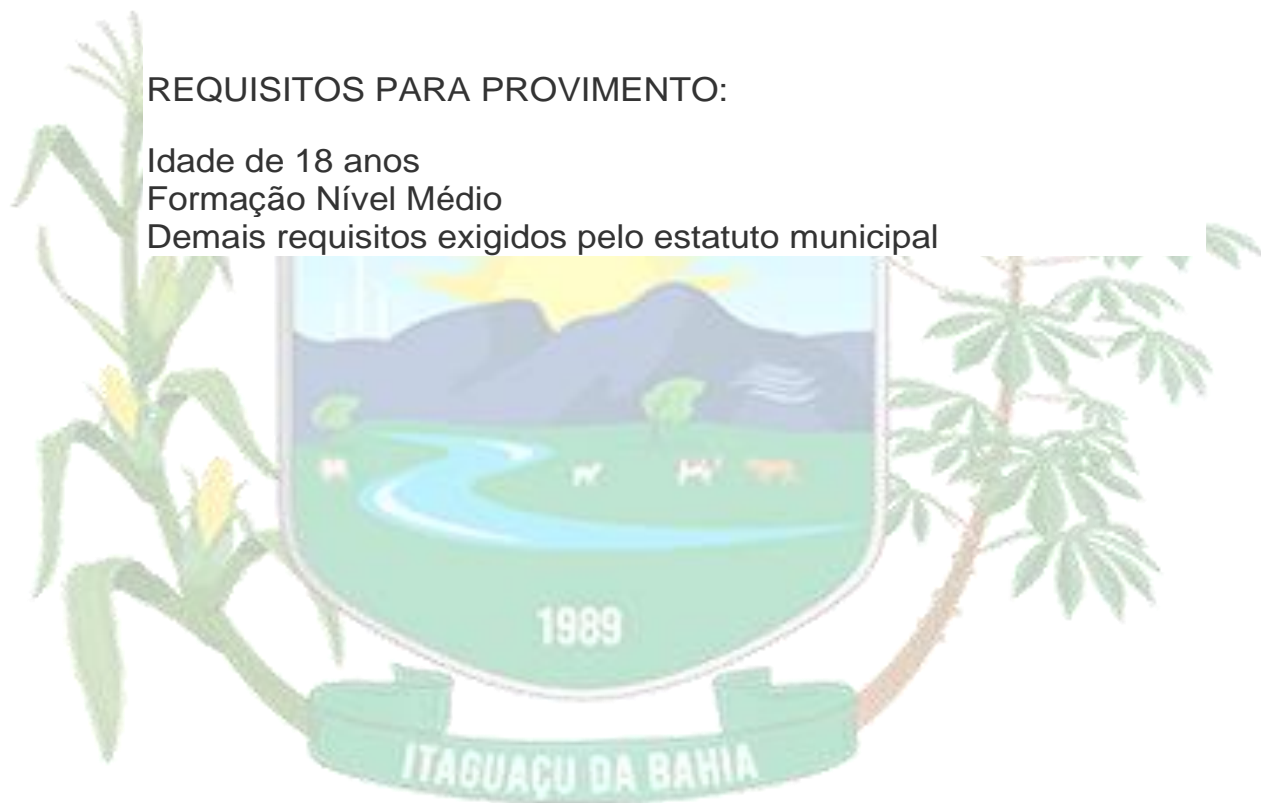 REQUISITOS PARA PROVIMENTO:
Idade de 18 anos
Formação Nível Médio
Demais requisitos exigidos pelo estatuto municipal
1989
ITAGUAÇU DA BAHIA